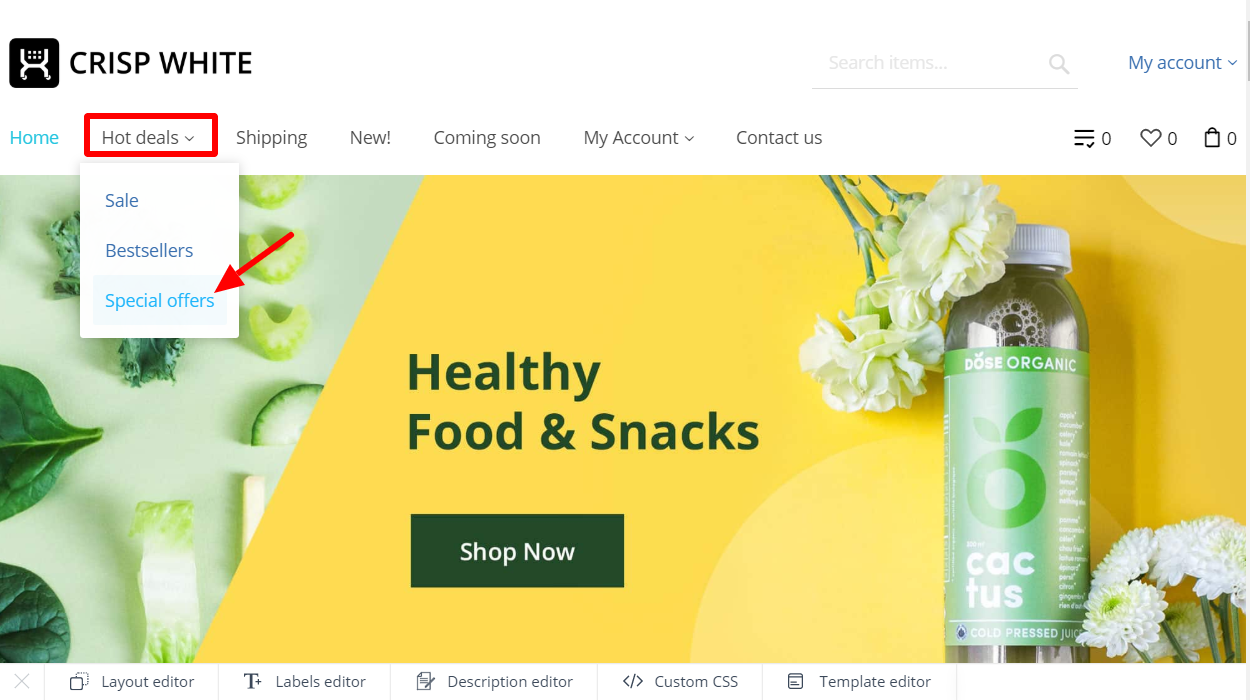 CRISP WHITE
Search items...
My account
Home
Hot deals
Shipping
New!
Coming soon
My Account
Contact us
0
0
0
Sale
Bestsellers
Special offers
Healthy
Food & Snacks
Shop Now
DOSE ORGANIC
cac
tus
COLD PRESSED JUIC
Layout editor
Labels editor
Description editor
Custom CSS
Template editor